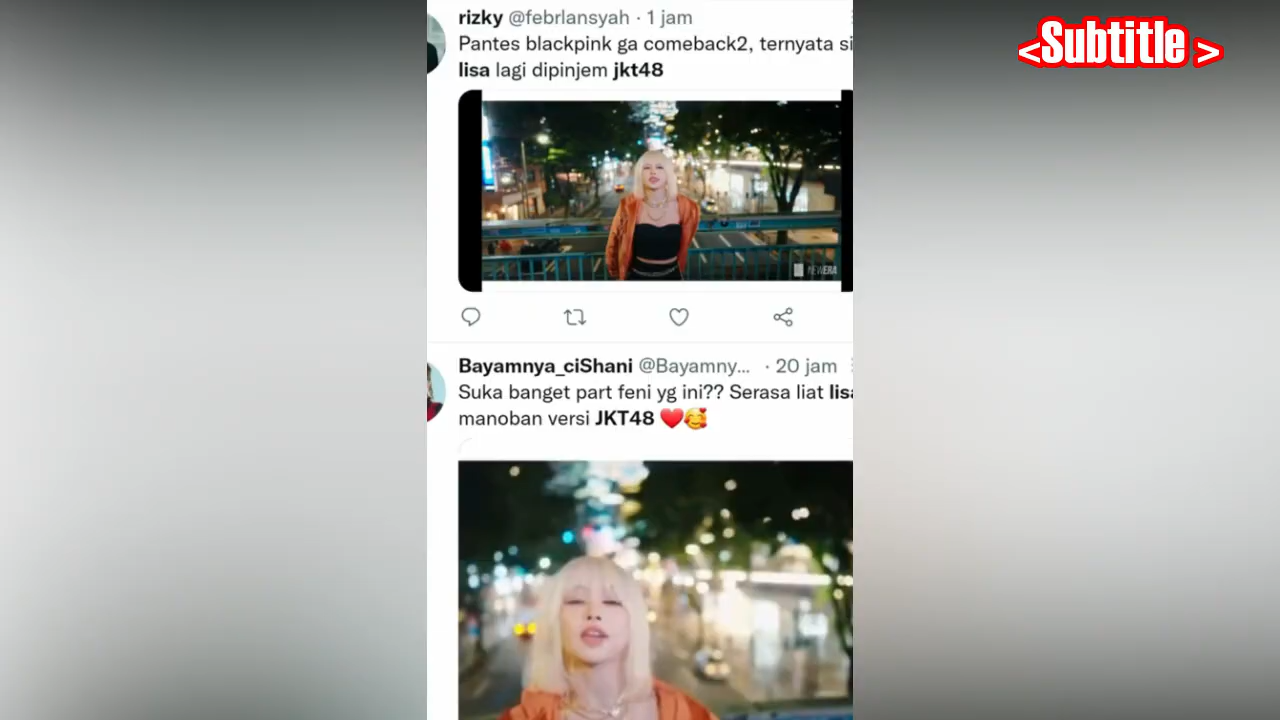 <Subtitle >
rizky @febrlansyah · 1 jam
Pantes blackpink ga comeback2, ternyata si
lisa lagi dipinjem jkt48
NEWERA
Bayamnya_ciShani @Bayamny... · 20 jam
Suka banget part feni yg ini?? Serasa liat lisa
manoban versi JKT48 ❤️🥰